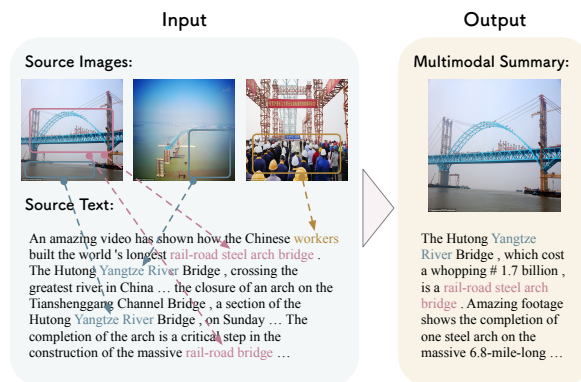 Input
Source Images:
Source Text:
An amazing video has shown how the Chinese workers
built the world 's longest rail-road steel arch bridge .
The Hutong Yangtze River Bridge , crossing the
greatest river in China … the closure of an arch on the
Tianshenggang Channel Bridge , a section of the
Hutong Yangtze River Bridge , on Sunday … The
completion of the arch is a critical step in the
construction of the massive rail-road bridge …
Output
Multimodal Summary:
The Hutong Yangtze
River Bridge , which cost
a whopping # 1.7 billion ,
is a rail-road steel arch
bridge . Amazing footage
shows the completion of
one steel arch on the
massive 6.8-mile-long …